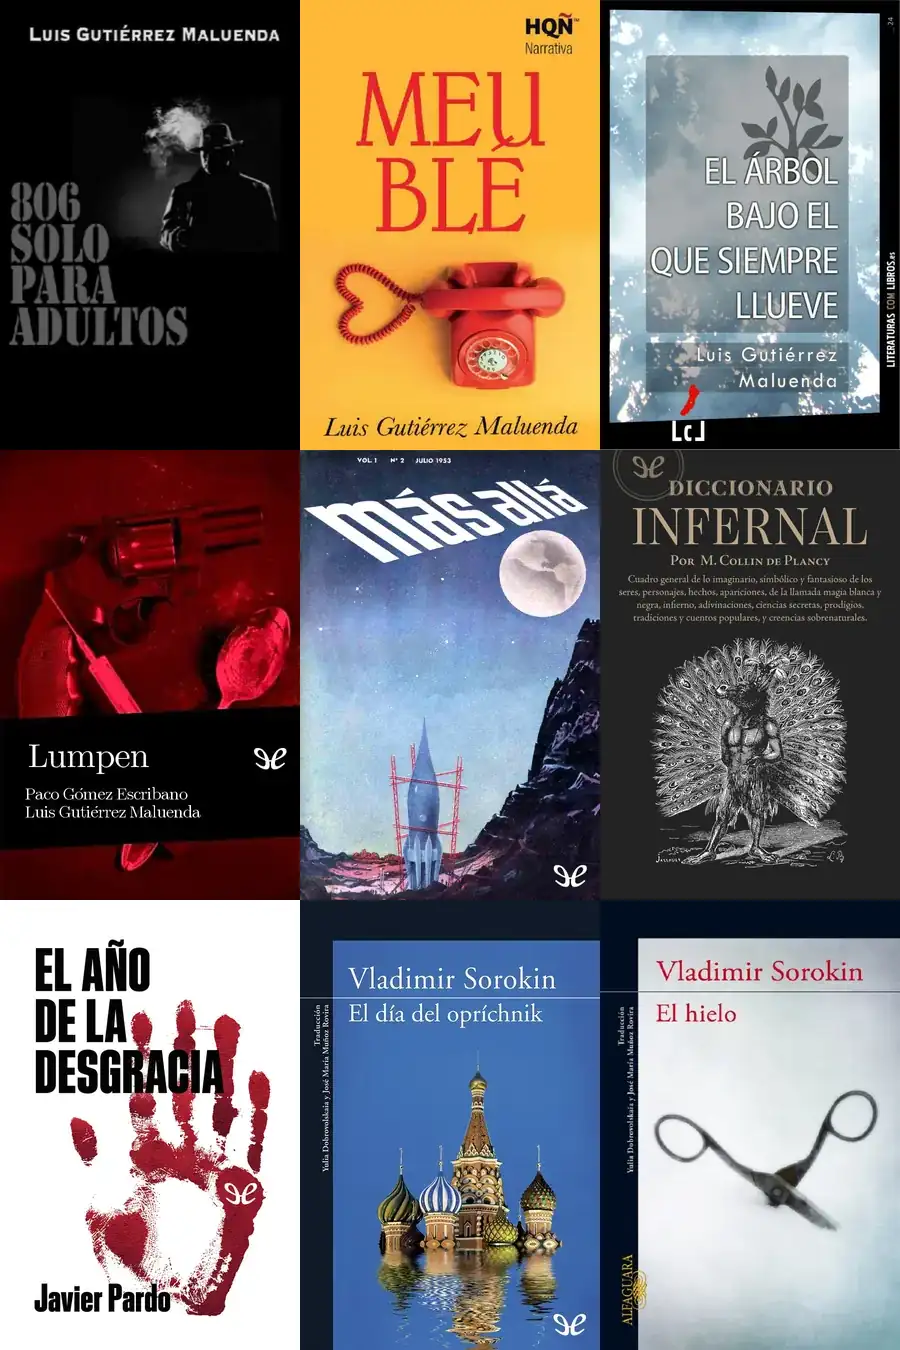 LUIS GUTIÉRREZ MALUENDA
806
SOLO
PARA
ADULTOS
HQÑ™
Narrativa
MEU
BLÉ
Luis Gutiérrez Maluenda
24
EL ÁRBOL
BAJO EL
QUE SIEMPRE
LLUEVE
Luis Gutiérrez
Maluenda
LITERATURAS COM LIBROS.es
[c]
Lumpen
Paco Gómez Escribano
Luis Gutiérrez Maluenda
VOL. 1 Nº 2 JULIO 1953
más allá
DICCIONARIO
INFERNAL
POR M. COLLIN DE PLANCY
Cuadro general de lo imaginario, simbólico y fantasioso de los
seres, personajes, hechos, apariciones, de la llamada magia blanca y
negra, infierno, adivinaciones, ciencias secretas, prodigios,
tradiciones y cuentos populares, y creencias sobrenaturales.
EL AÑO
DE LA
DESGRACIA
Javier Pardo
Vladimir Sorokin
El día del opríchnik
Traducción
Yulia Dobrovolskaia y José María Muñoz Rovira
Vladimir Sorokin
El hielo
Traducción
Yulia Dobrovolskaia y José María Muñoz Rovira
ALFAGUARA